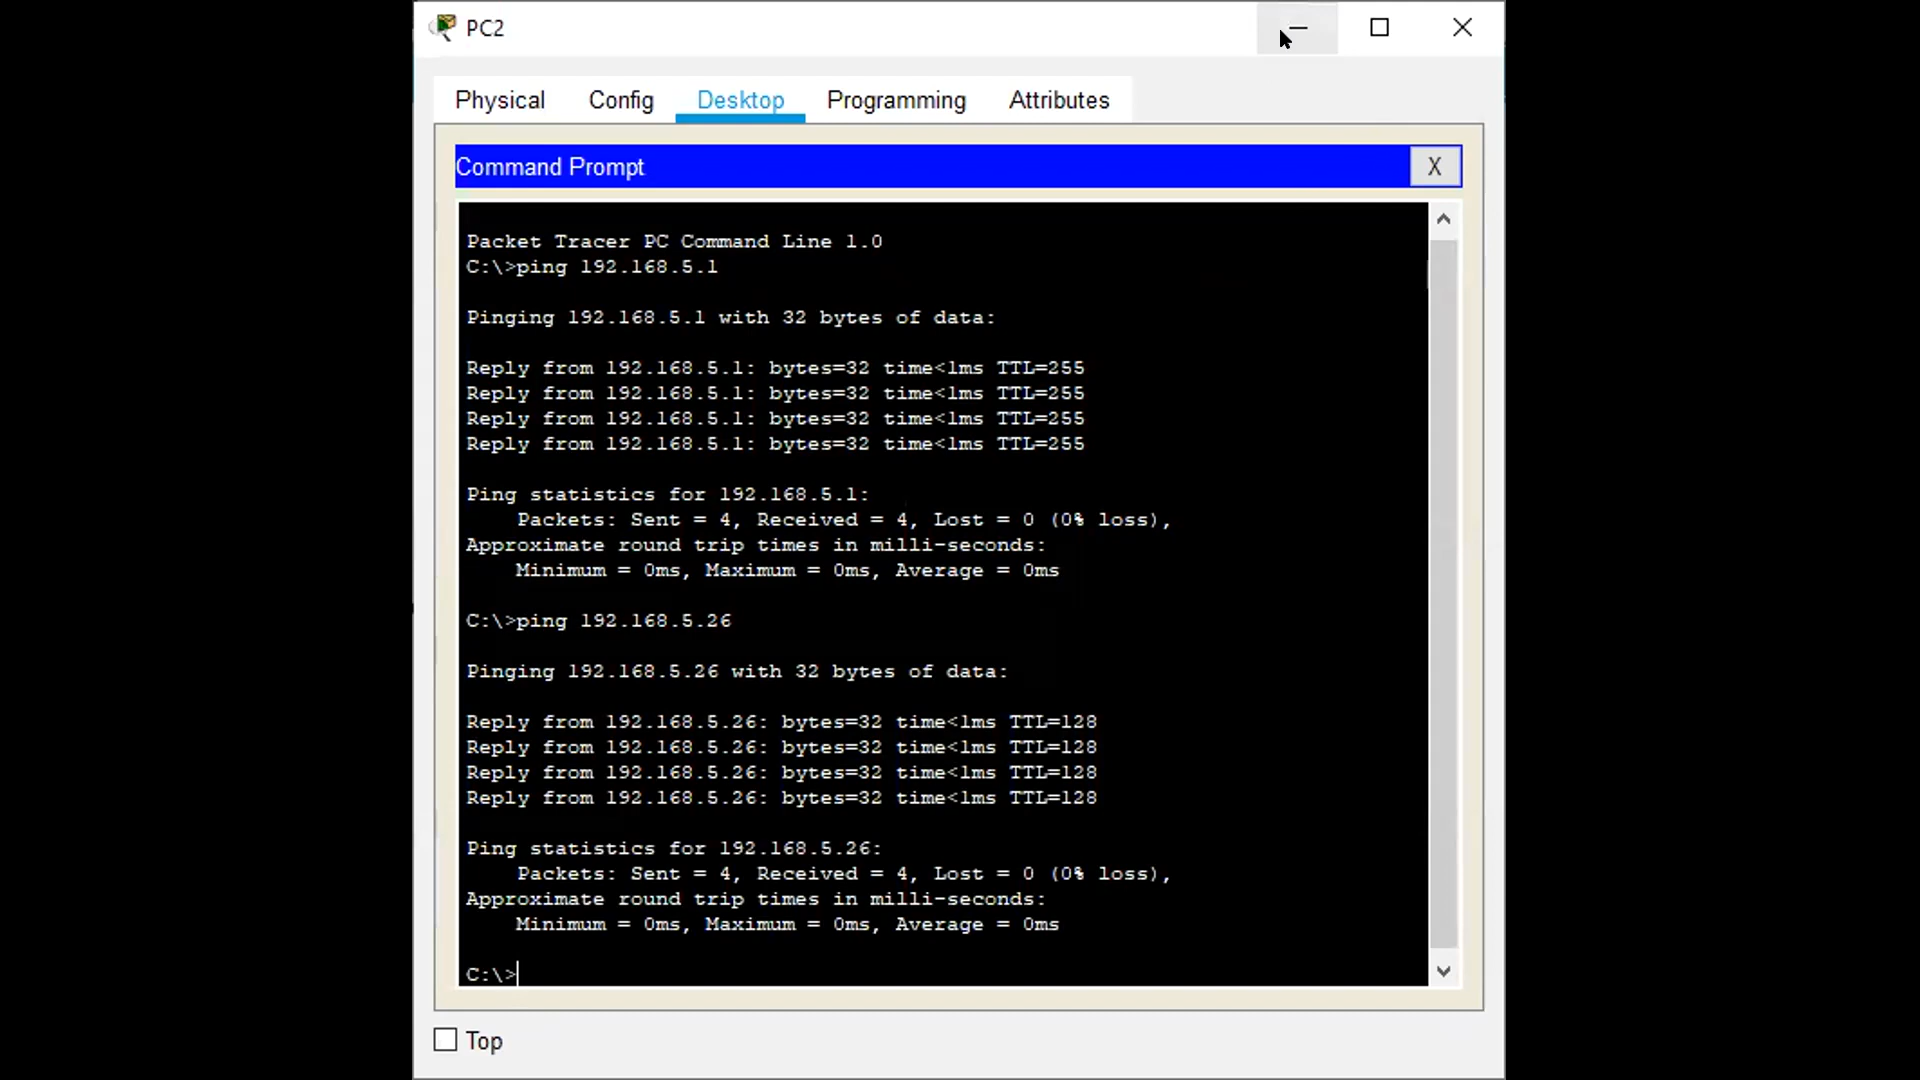 PC2
Physical Config Desktop Programming Attributes
Command Prompt X
Packet Tracer PC Command Line 1.0
C:\>ping 192.168.5.1
Pinging 192.168.5.1 with 32 bytes of data:
Reply from 192.168.5.1: bytes=32 time<1ms TTL=255
Reply from 192.168.5.1: bytes=32 time<1ms TTL=255
Reply from 192.168.5.1: bytes=32 time<1ms TTL=255
Reply from 192.168.5.1: bytes=32 time<1ms TTL=255
Ping statistics for 192.168.5.1:
Packets: Sent = 4, Received = 4, Lost = 0 (0% loss),
Approximate round trip times in milli-seconds:
Minimum = 0ms, Maximum = 0ms, Average = 0ms
C:\>ping 192.168.5.26
Pinging 192.168.5.26 with 32 bytes of data:
Reply from 192.168.5.26: bytes=32 time<1ms TTL=128
Reply from 192.168.5.26: bytes=32 time<1ms TTL=128
Reply from 192.168.5.26: bytes=32 time<1ms TTL=128
Reply from 192.168.5.26: bytes=32 time<1ms TTL=128
Ping statistics for 192.168.5.26:
Packets: Sent = 4, Received = 4, Lost = 0 (0% loss),
Approximate round trip times in milli-seconds:
Minimum = 0ms, Maximum = 0ms, Average = 0ms
C:\>
Top